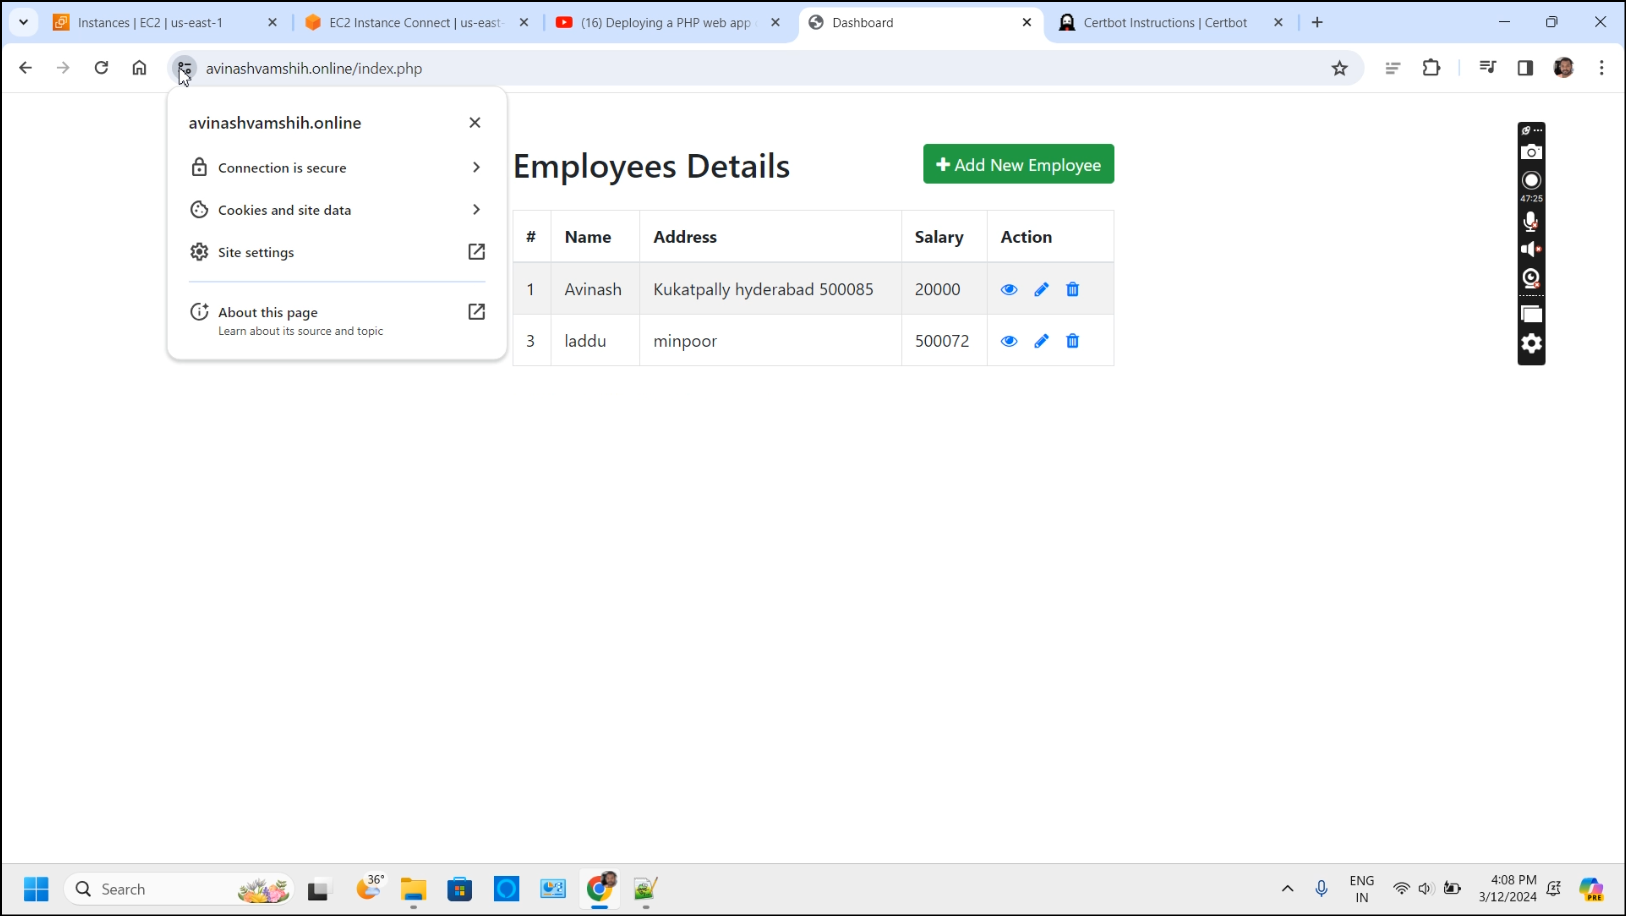 Instances | EC2 | us-east-1
EC2 Instance Connect | us-east-
(16) Deploying a PHP web app
Dashboard
Certbot Instructions | Certbot
avinashvamshih.online/index.php
avinashvamshih.online
Connection is secure
Cookies and site data
Site settings
About this page
Learn about its source and topic
Employees Details
Add New Employee
# Name Address Salary Action
1 Avinash Kukatpally hyderabad 500085 20000
3 laddu minpoor 500072
47:25
Search
36°
ENG
IN
4:08 PM
3/12/2024
PRE